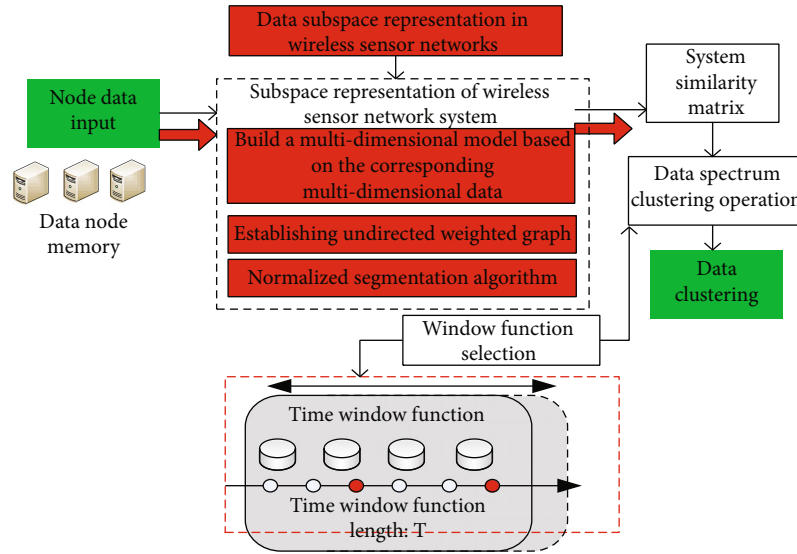 Data subspace representation in
wireless sensor networks
Node data
input
Data node
memory
Subspace representation of wireless
sensor network system
Build a multi-dimensional model based
on the corresponding
multi-dimensional data
Establishing undirected weighted graph
Normalized segmentation algorithm
System
similarity
matrix
Data spectrum
clustering operation
Data
clustering
Window function
selection
Time window function
Time window function
length: T